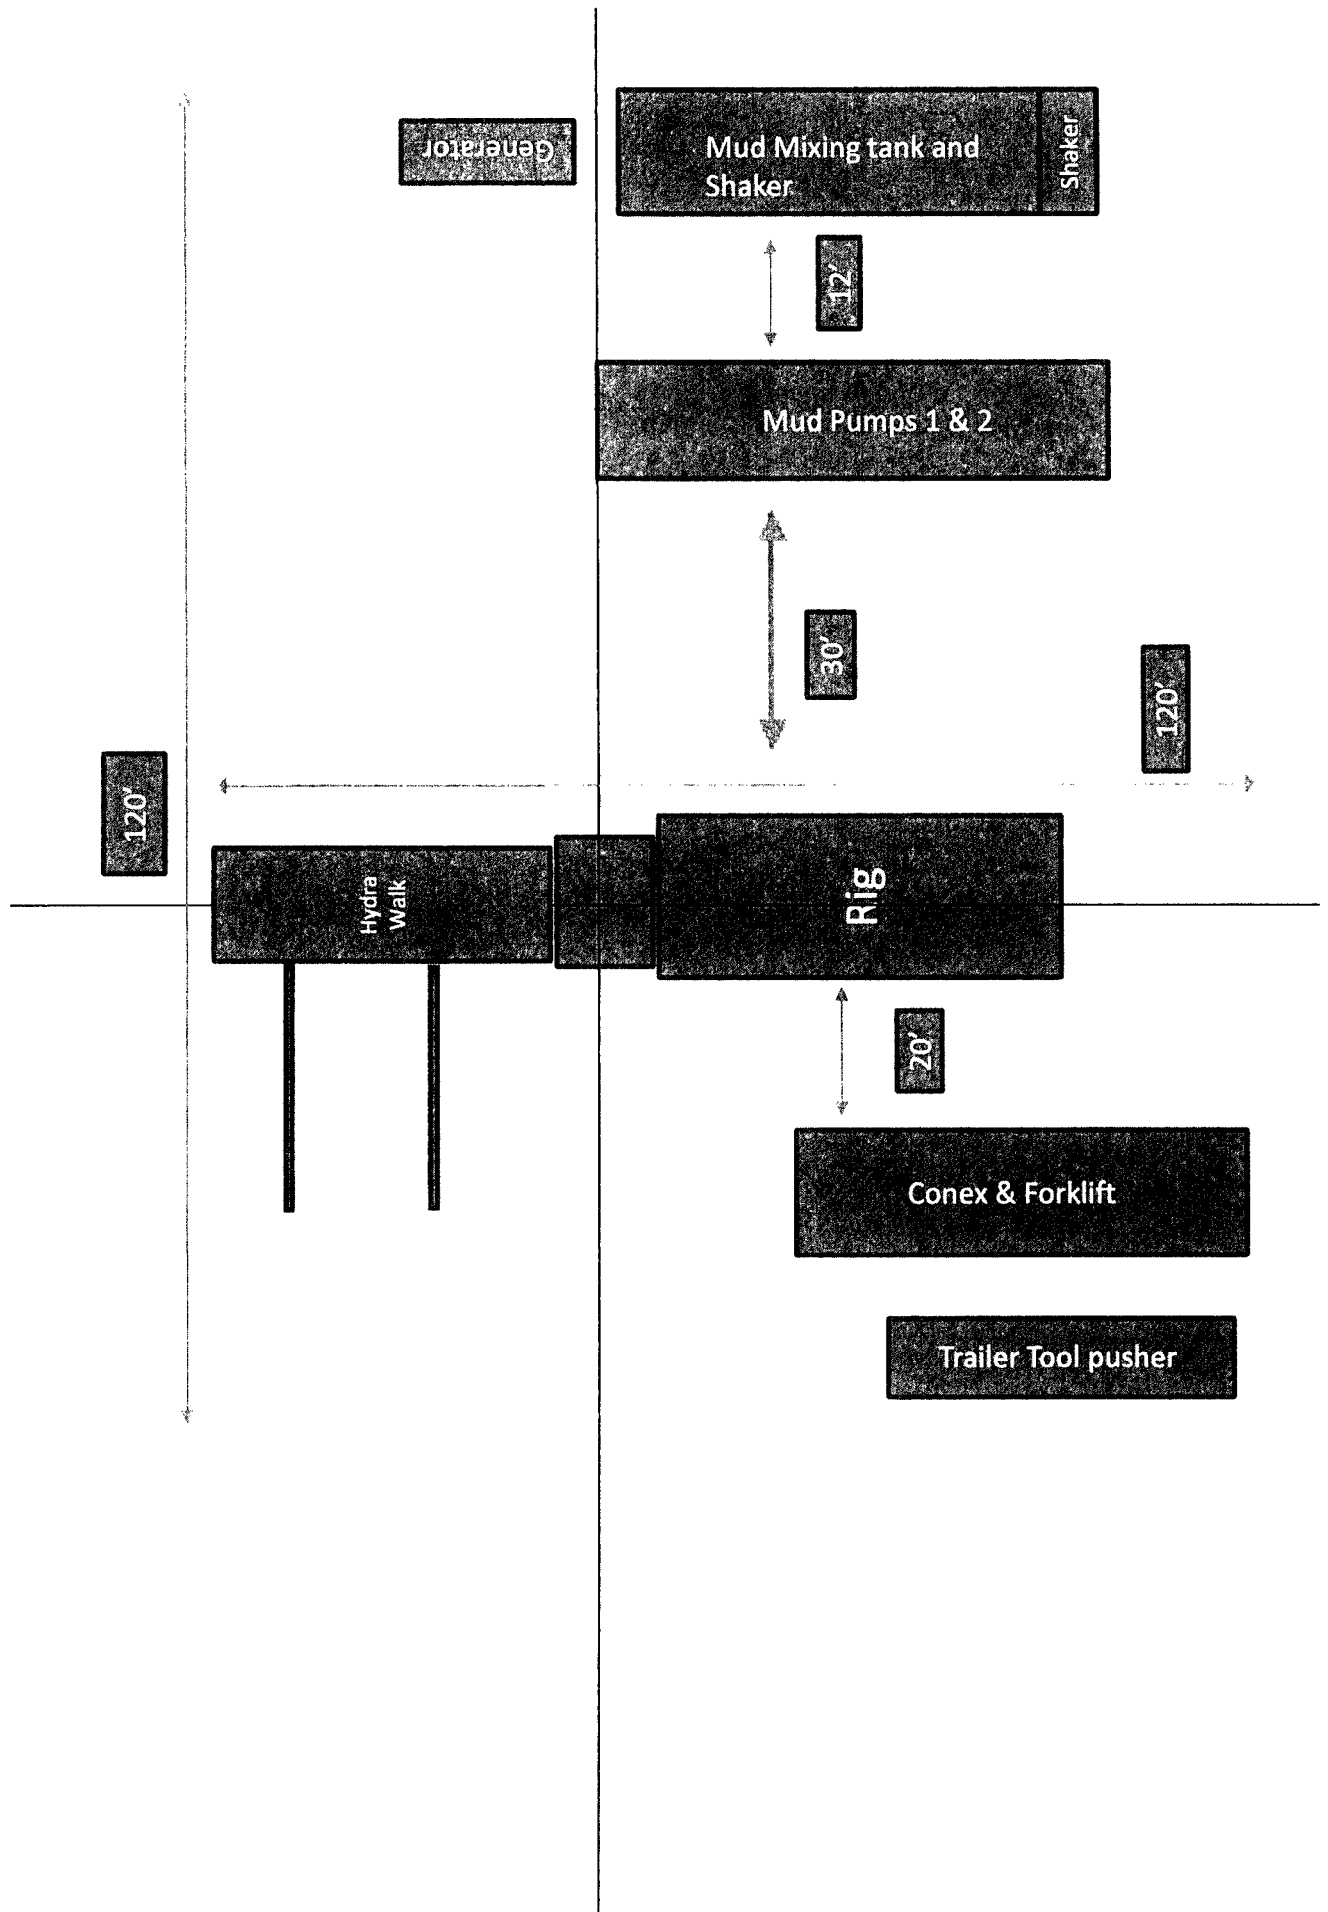 Generator
Mud Mixing tank and
Shaker
Shaker
12'
Mud Pumps 1 & 2
30'
120'
120'
Hydra
Walk
Rig
20'
Conex & Forklift
Trailer Tool pusher